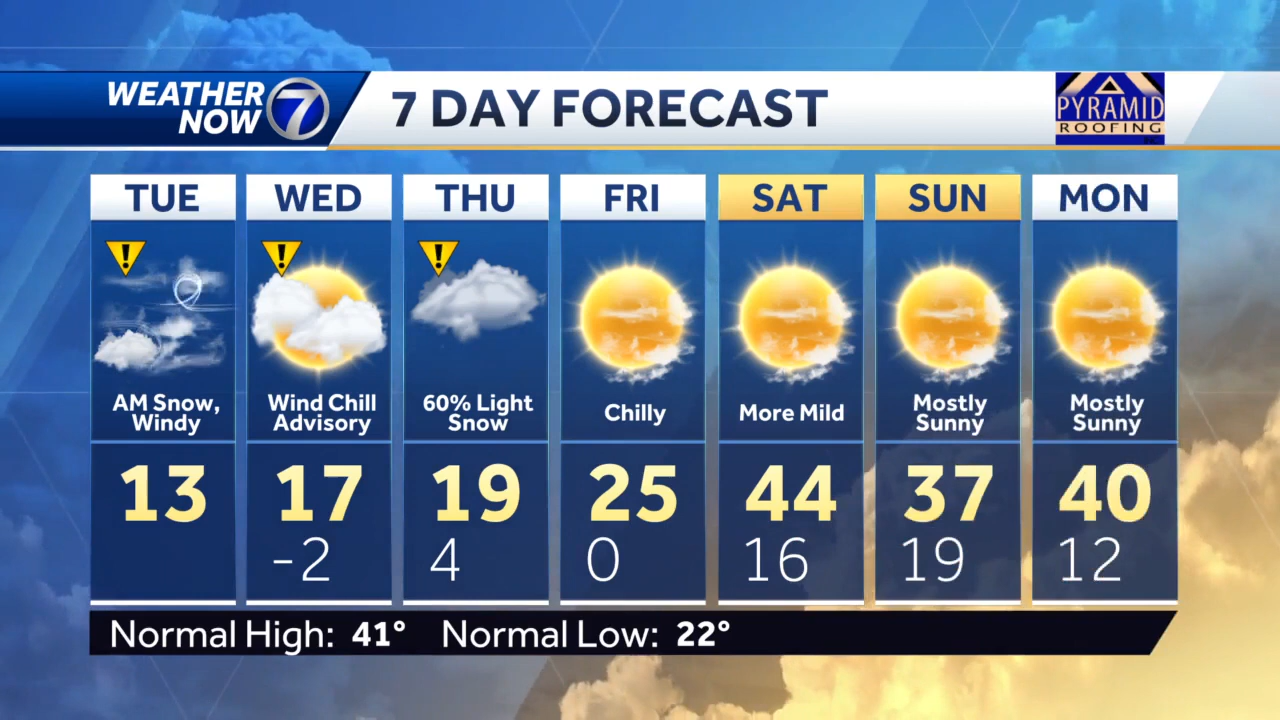 WEATHER
NOW 7
7 DAY FORECAST
PYRAMID
ROOFING
TUE WED THU FRI SAT SUN MON
! ! !
AM Snow, Windy
Wind Chill Advisory
60% Light Snow
Chilly
More Mild
Mostly Sunny
Mostly Sunny
13 17 19 25 44 37 40
-2 4 0 16 19 12
Normal High: 41° Normal Low: 22°